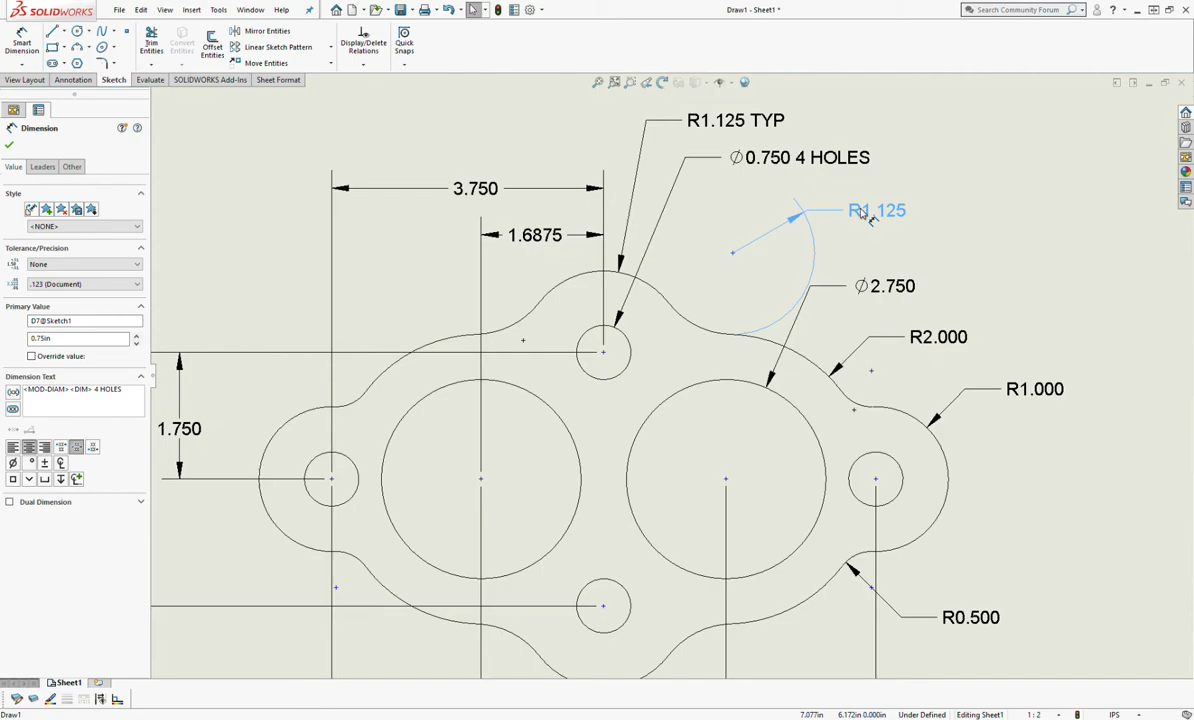 SOLIDWORKS File Edit View Insert Tools Window Help Draw1 - Sheet1 * Search Community Forum
Smart Dimension
Trim Entities
Convert Entities
Offset Entities
Mirror Entities
Linear Sketch Pattern
Move Entities
Display/Delete Relations
Quick Snaps
View Layout Annotation Sketch Evaluate SOLIDWORKS Add-Ins Sheet Format
Dimension
Value Leaders Other
Style
<NONE>
Tolerance/Precision
None
.123 (Document)
Primary Value
D7@Sketch1
0.75in
Override value:
Dimension Text
<MOD-DIAM><DIM> 4 HOLES
Dual Dimension
R1.125 TYP
∅0.750 4 HOLES
3.750
R1.125
1.6875
∅2.750
R2.000
R1.000
1.750
R0.500
Sheet1
Draw1 7.077in 6.172in 0.000in Under Defined Editing Sheet1 1 : 2 IPS